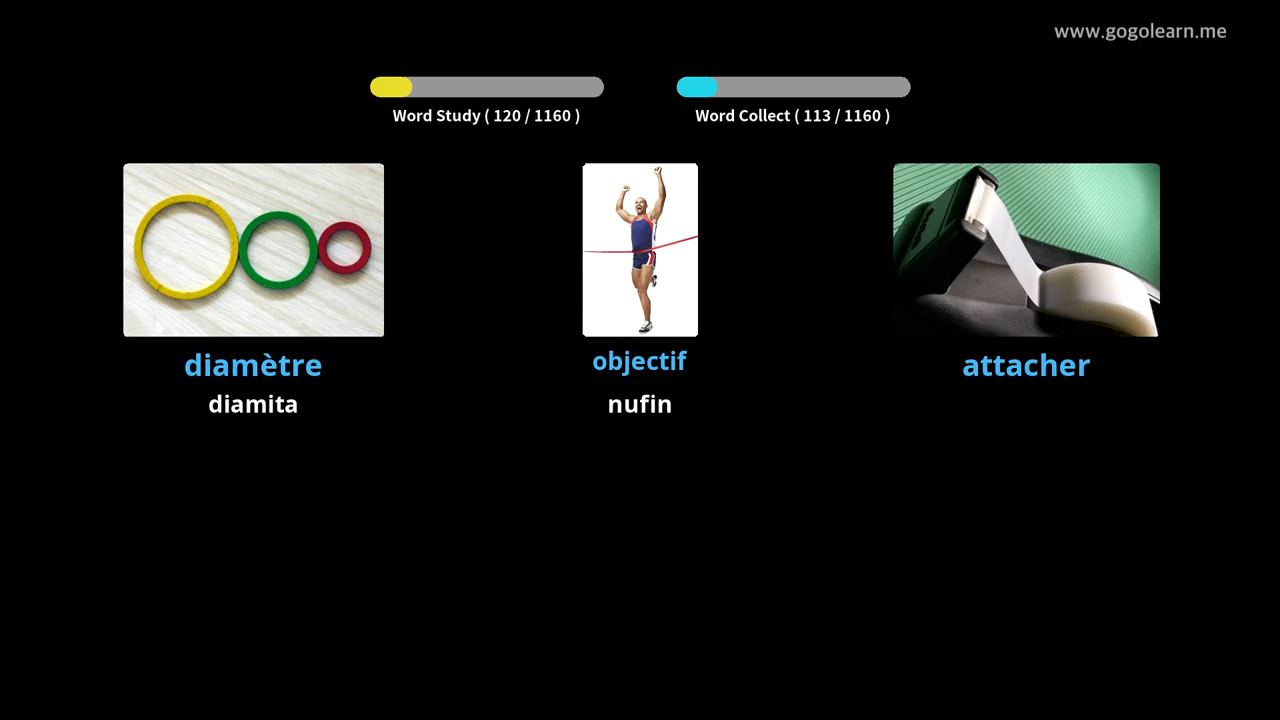 www.gogolearn.me
Word Study ( 120 / 1160 )
Word Collect ( 113 / 1160 )
diamètre
objectif
attacher
diamita
nufin